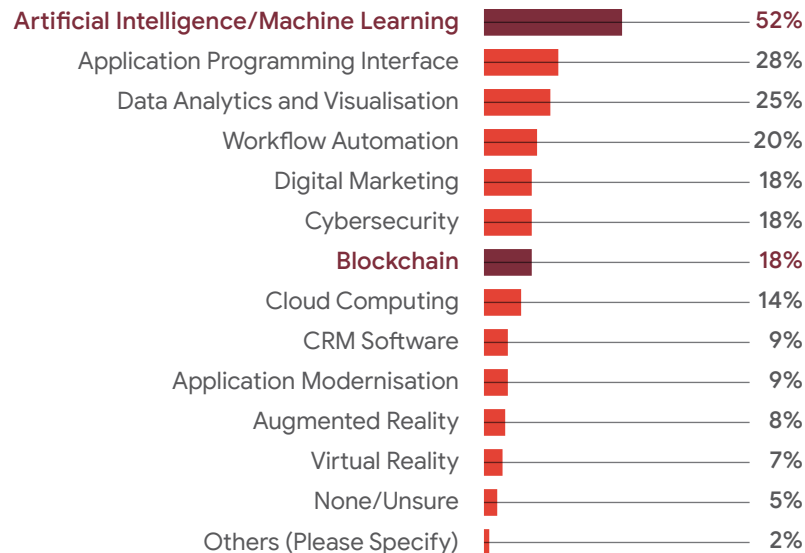 Artificial Intelligence/Machine Learning 52%
Application Programming Interface 28%
Data Analytics and Visualisation 25%
Workflow Automation 20%
Digital Marketing 18%
Cybersecurity 18%
Blockchain 18%
Cloud Computing 14%
CRM Software 9%
Application Modernisation 9%
Augmented Reality 8%
Virtual Reality 7%
None/Unsure 5%
Others (Please Specify) 2%